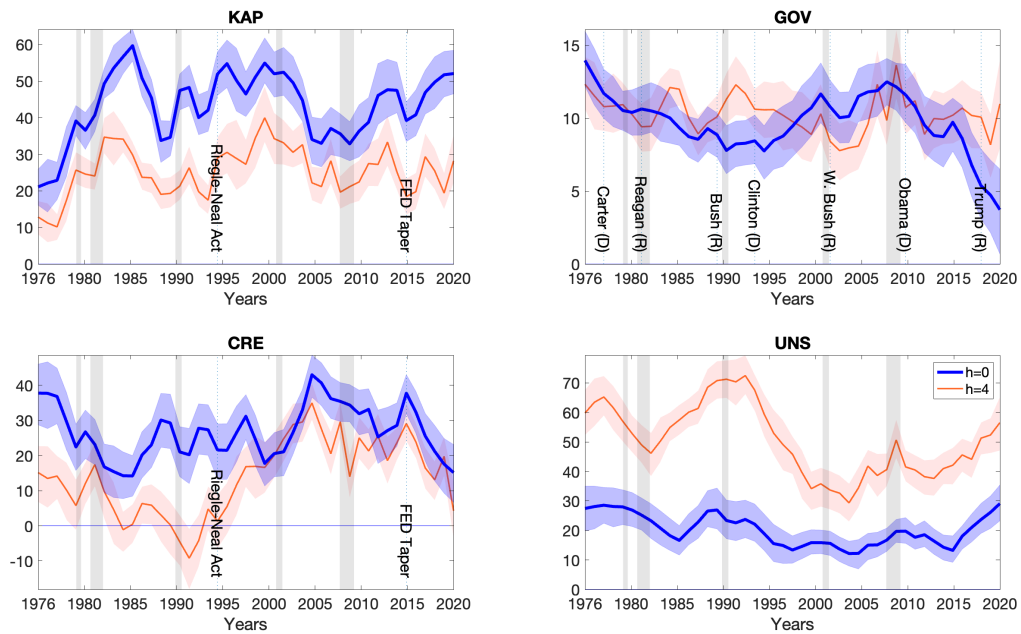 KAP
60
50
40
30
20
10
0
Riegle-Neal Act
FED Taper
1976 1980 1985 1990 1995 2000 2005 2010 2015 2020
Years
GOV
15
10
5
0
Carter (D)
Reagan (R)
Bush (R)
Clinton (D)
W. Bush (R)
Obama (D)
Trump (R)
1976 1980 1985 1990 1995 2000 2005 2010 2015 2020
Years
CRE
40
30
20
10
0
-10
Riegle-Neal Act
FED Taper
1976 1980 1985 1990 1995 2000 2005 2010 2015 2020
Years
UNS
h=0
h=4
70
60
50
40
30
20
10
0
1976 1980 1985 1990 1995 2000 2005 2010 2015 2020
Years